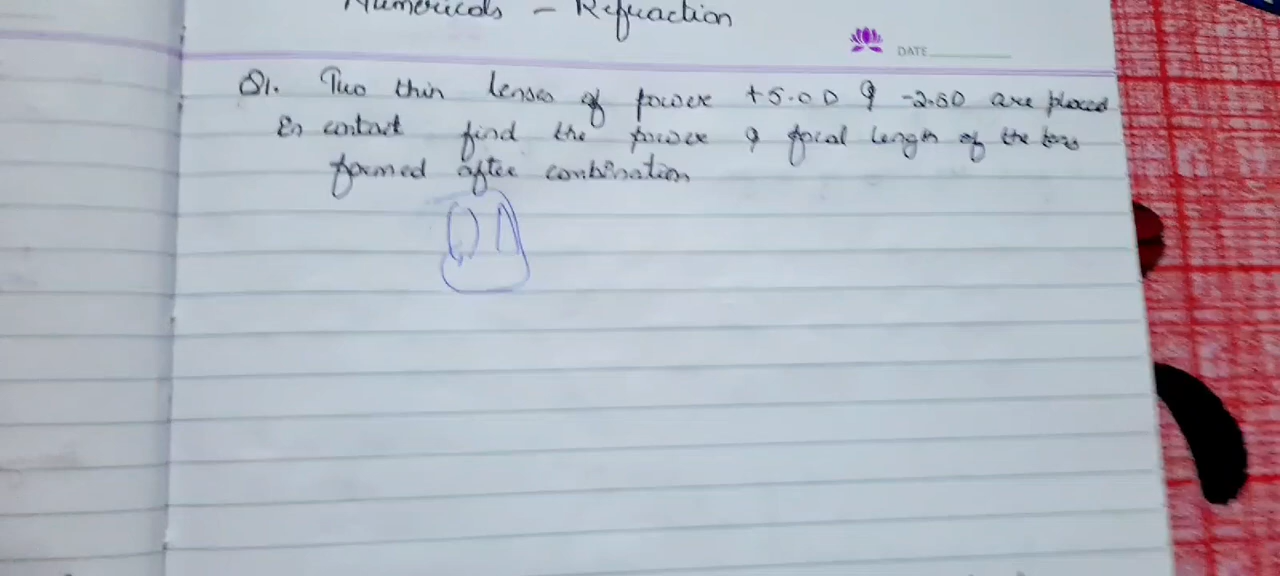 Numericals - Refraction
DATE
Q1. Two thin lenses of power +5.0 D & -2.5D are placed
in contact find the power & focal length of the lens
formed after combination